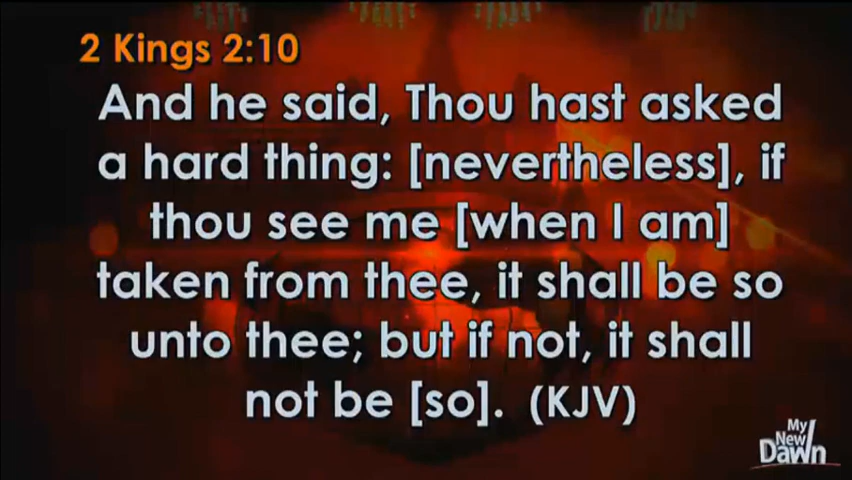 2 Kings 2:10
And he said, Thou hast asked
a hard thing: [nevertheless], if
thou see me [when I am]
taken from thee, it shall be so
unto thee; but if not, it shall
not be [so]. (KJV)
My
New
Dawn